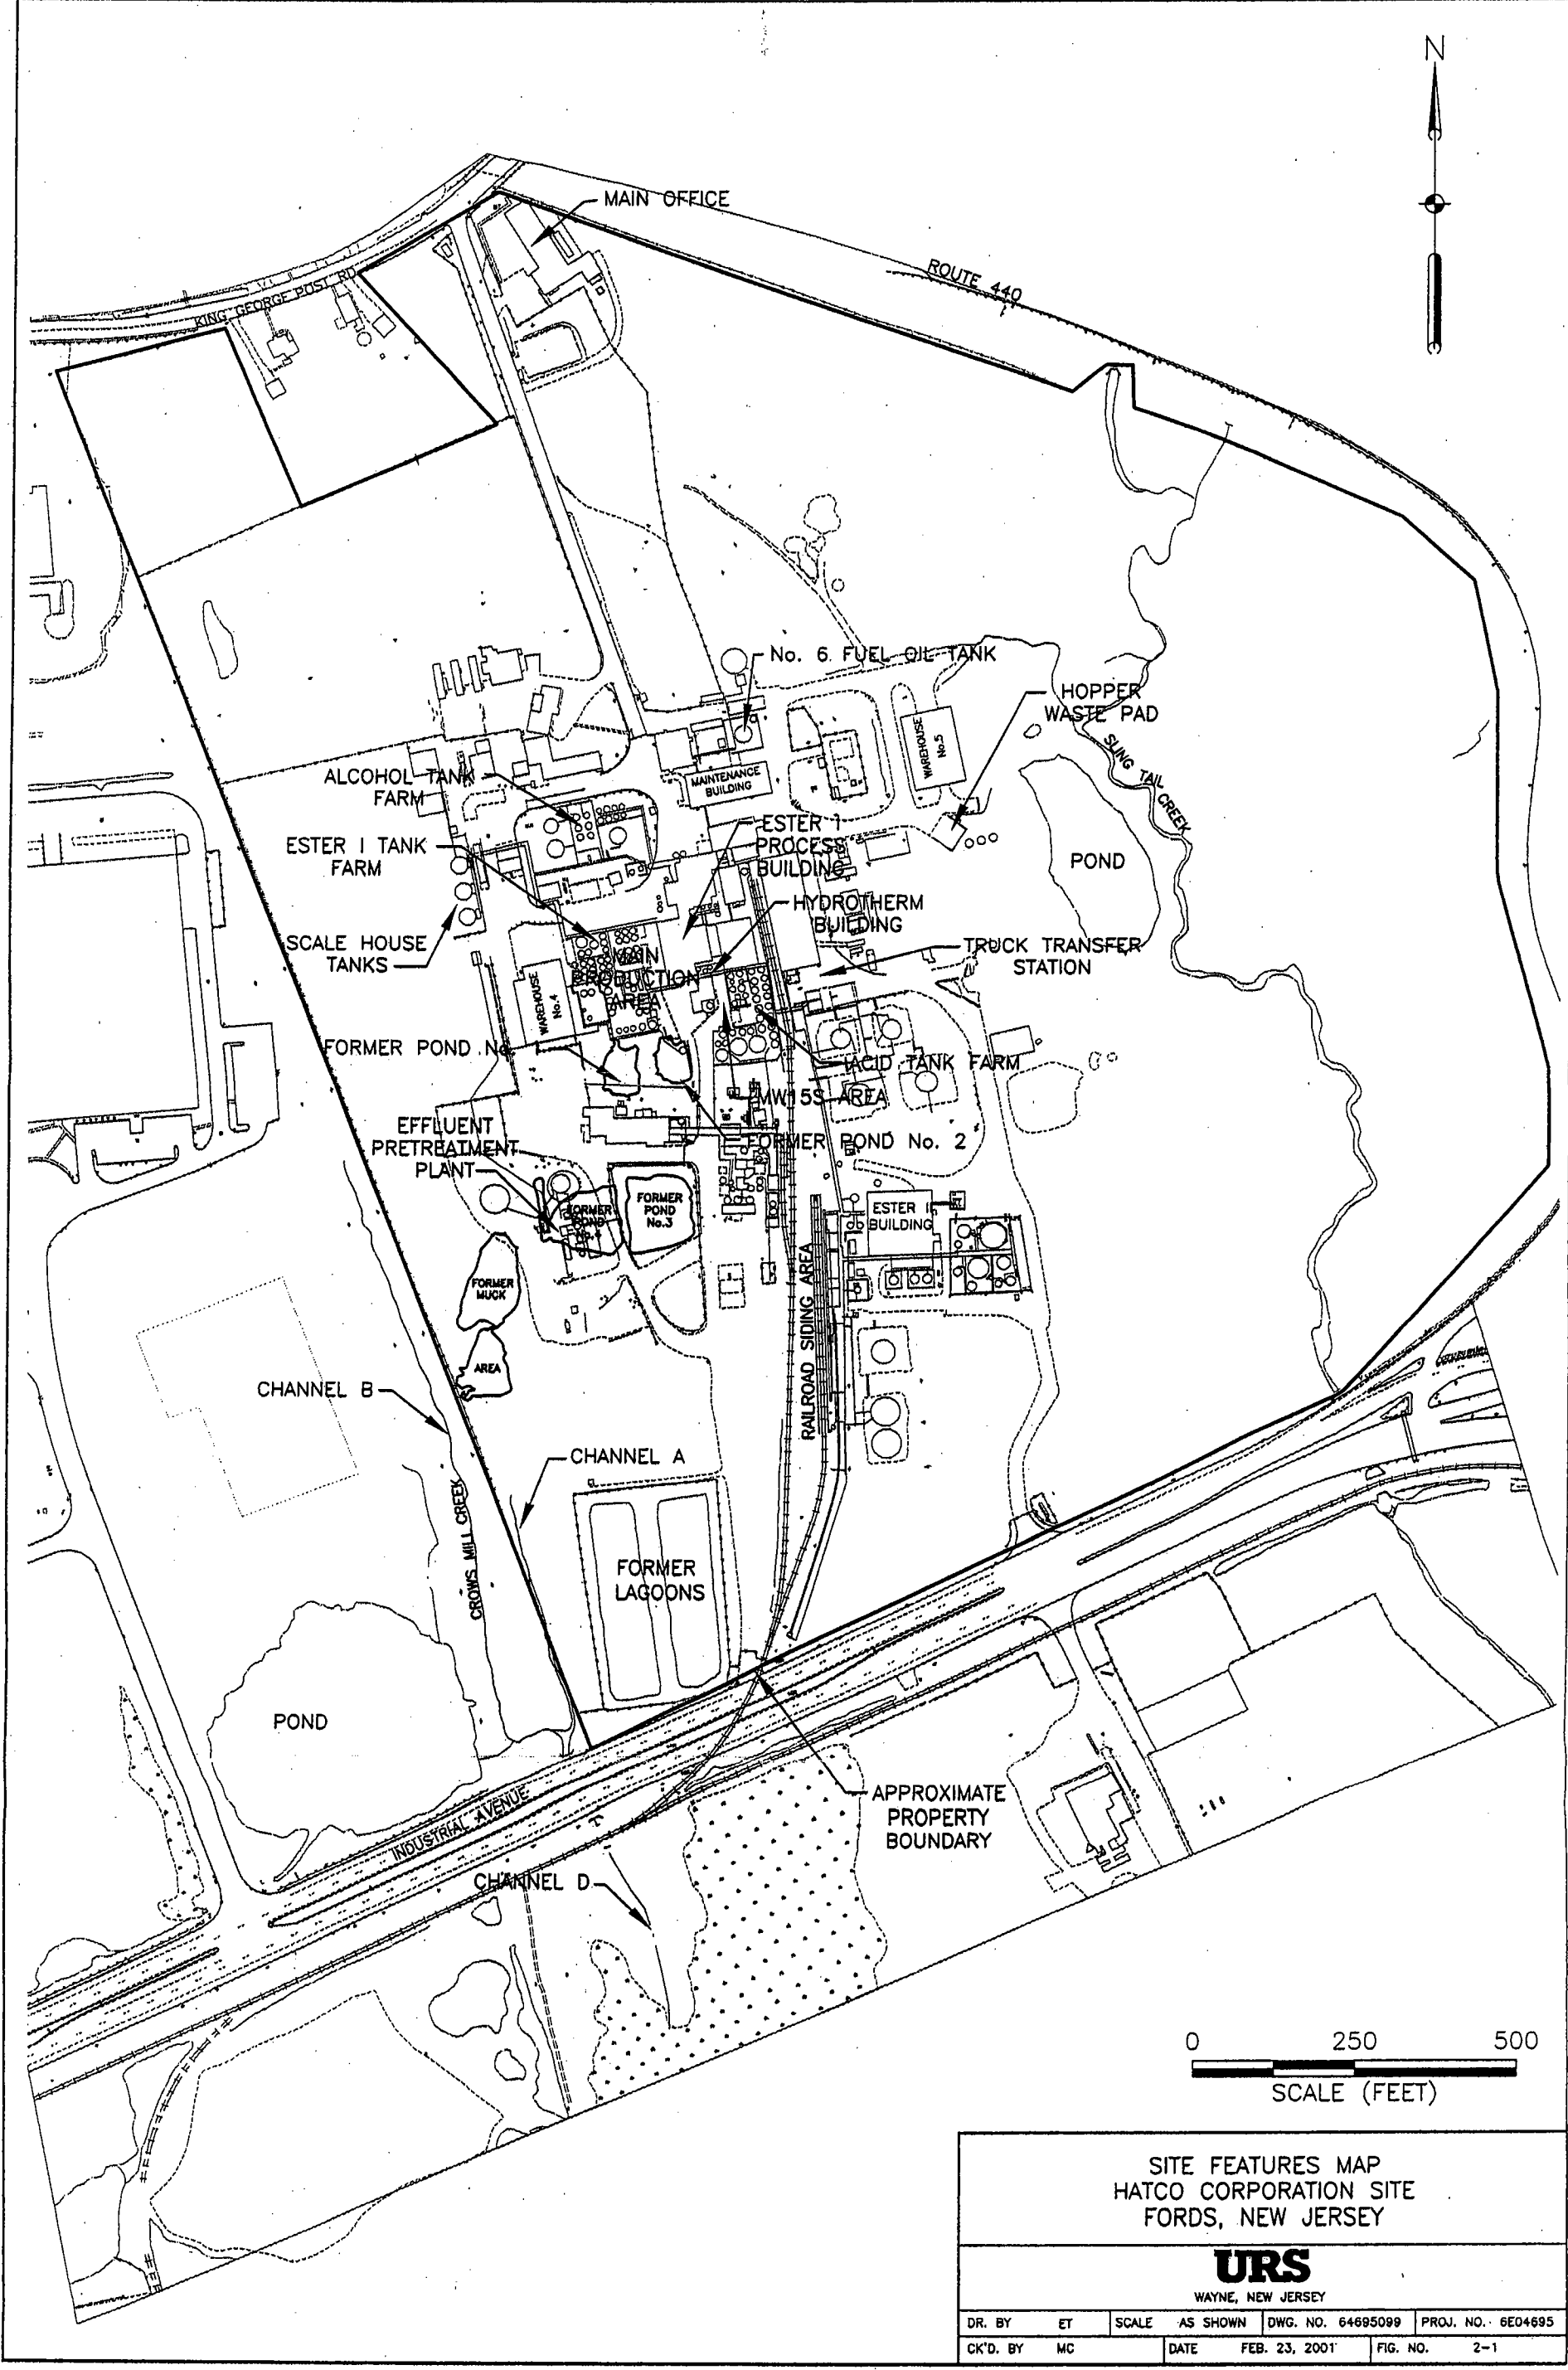 N
MAIN OFFICE
ROUTE 440
KING GEORGE POST RD
No. 6 FUEL OIL TANK
HOPPER
WASTE PAD
WAREHOUSE
No.5
SLING TAIL CREEK
MAINTENANCE
BUILDING
ALCOHOL TANK
FARM
ESTER I TANK
FARM
ESTER I
PROCESS
BUILDING
POND
HYDROTHERM
BUILDING
SCALE HOUSE
TANKS
TRUCK TRANSFER
STATION
MAIN
PRODUCTION
AREA
WAREHOUSE
No.4
FORMER POND No.
ACID TANK FARM
MW15S AREA
EFFLUENT
PRETREATMENT
PLANT
FORMER POND No. 2
FORMER
POND
No.3
FORMER
POND
ESTER II
BUILDING
FORMER
MUCK
AREA
RAILROAD SIDING AREA
CHANNEL B
CHANNEL A
CROWS MILL CREEK
FORMER
LAGOONS
POND
INDUSTRIAL AVENUE
APPROXIMATE
PROPERTY
BOUNDARY
CHANNEL D
0 250 500
SCALE (FEET)
SITE FEATURES MAP
HATCO CORPORATION SITE
FORDS, NEW JERSEY
URS
WAYNE, NEW JERSEY
DR. BY ET SCALE AS SHOWN DWG. NO. 64695099 PROJ. NO. 6E04695
CK'D. BY MC DATE FEB. 23, 2001 FIG. NO. 2-1